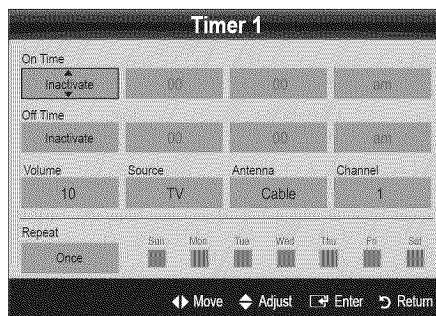 Timer 1
On Time
Inactivate 00 00 am
Off Time
Inactivate 00 00 am
Volume Source Antenna Channel
10 TV Cable 1
Repeat Sun Mon Tue Wed Thu Fri Sat
Once
Move Adjust Enter Return